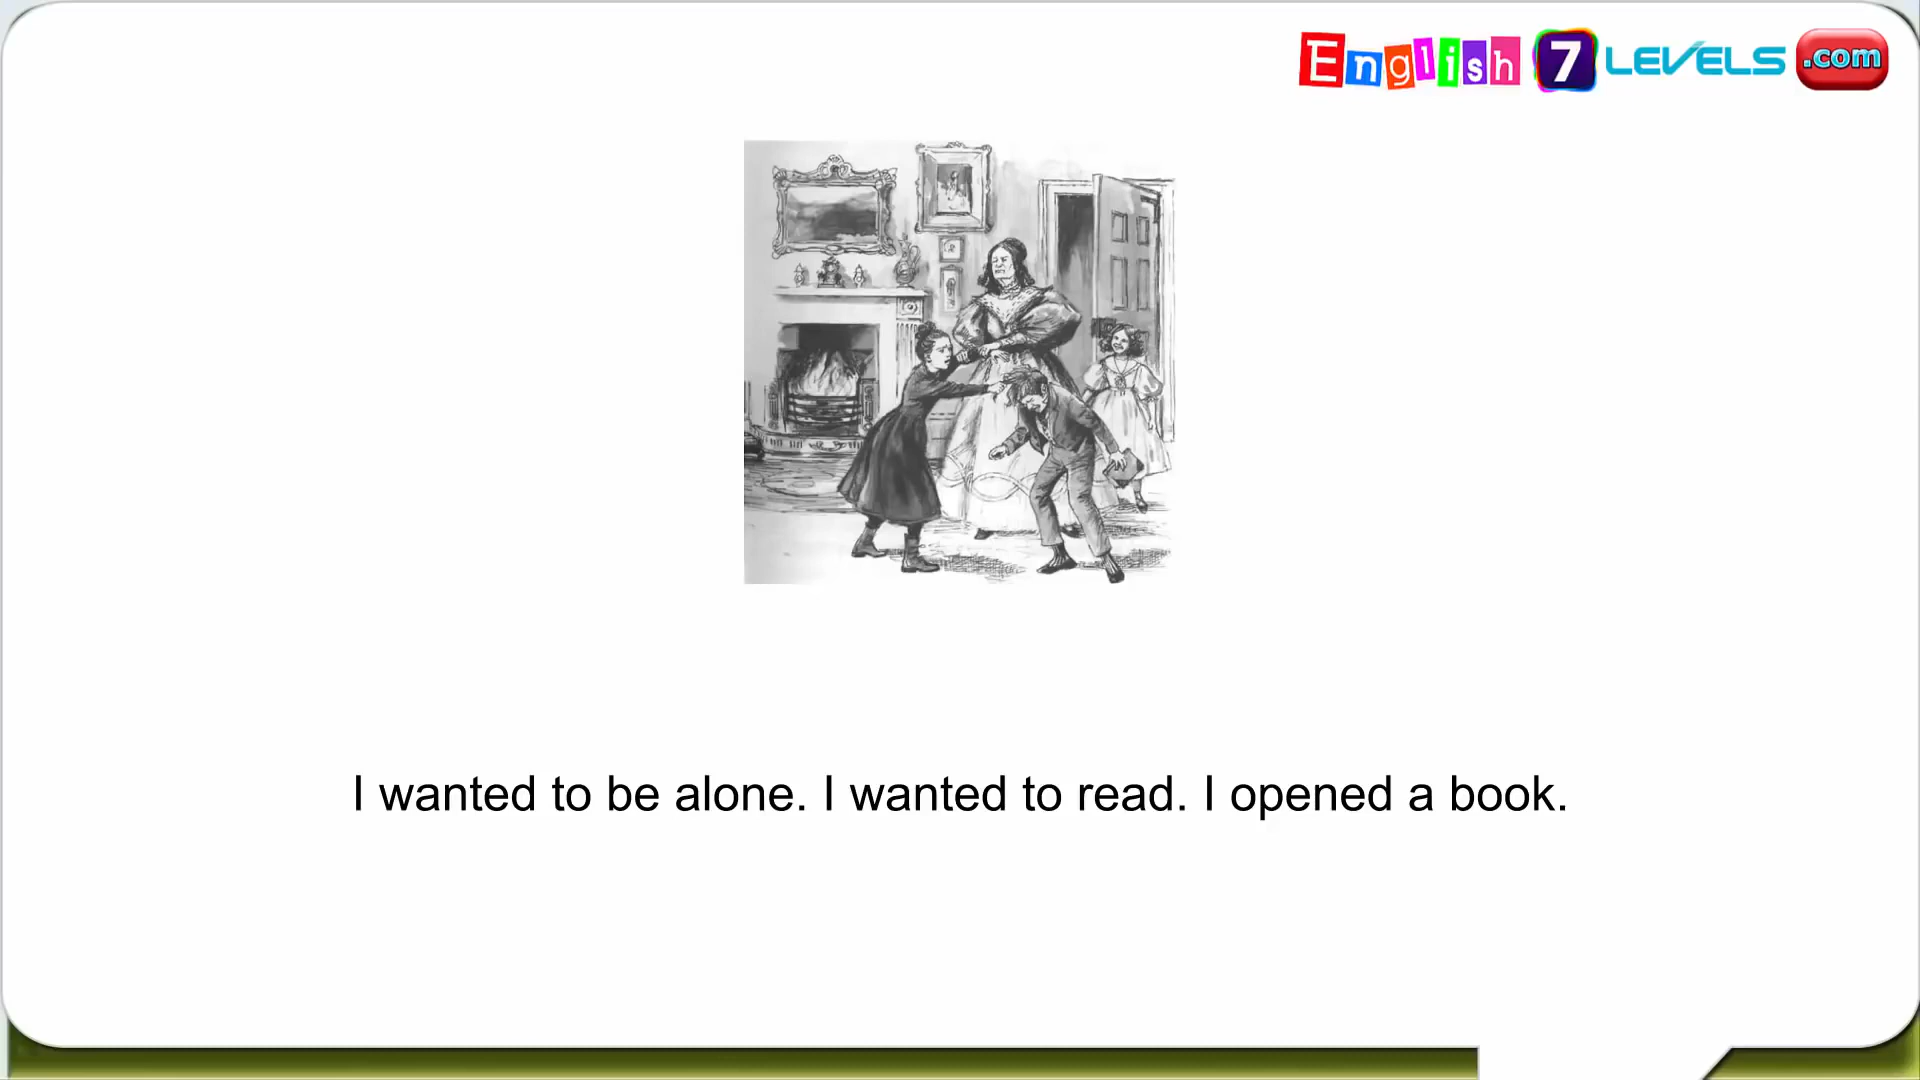 English 7 LEVELS .com
I wanted to be alone. I wanted to read. I opened a book.